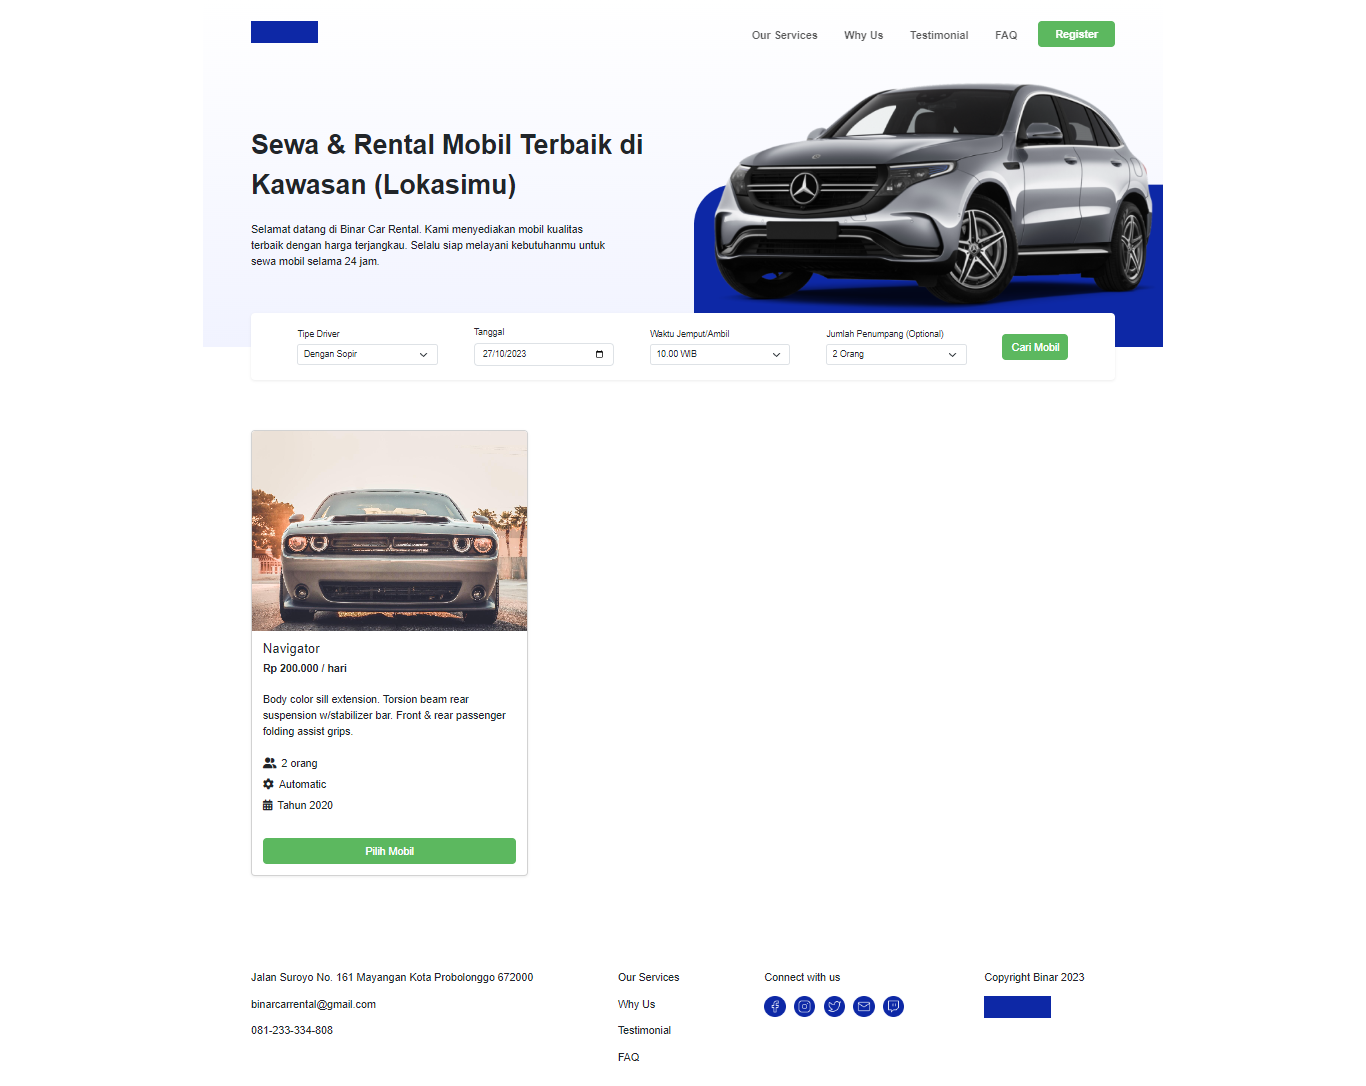 Our Services
Why Us
Testimonial
FAQ
Register
Sewa & Rental Mobil Terbaik di
Kawasan (Lokasimu)
Selamat datang di Binar Car Rental. Kami menyediakan mobil kualitas
terbaik dengan harga terjangkau. Selalu siap melayani kebutuhanmu untuk
sewa mobil selama 24 jam.
Tipe Driver
Dengan Sopir
Tanggal
27/10/2023
Waktu Jemput/Ambil
10.00 WIB
Jumlah Penumpang (Optional)
2 Orang
Cari Mobil
Navigator
Rp 200.000 / hari
Body color sill extension. Torsion beam rear
suspension w/stabilizer bar. Front & rear passenger
folding assist grips.
2 orang
Automatic
Tahun 2020
Pilih Mobil
Jalan Suroyo No. 161 Mayangan Kota Probolonggo 672000
binarcarrental@gmail.com
081-233-334-808
Our Services
Why Us
Testimonial
FAQ
Connect with us
Copyright Binar 2023